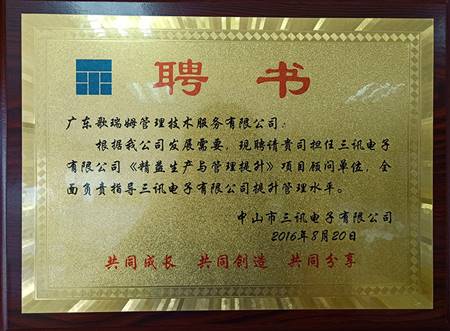 聘书
广东歌瑞姆管理技术服务有限公司：
根据我公司发展需要，现聘请贵司担任三讯电子
有限公司《精益生产与管理提升》项目顾问单位，全
面负责指导三讯电子有限公司提升管理水平。
中山市三讯电子有限公司
2016年8月20日
共同成长 共同创造 共同分享